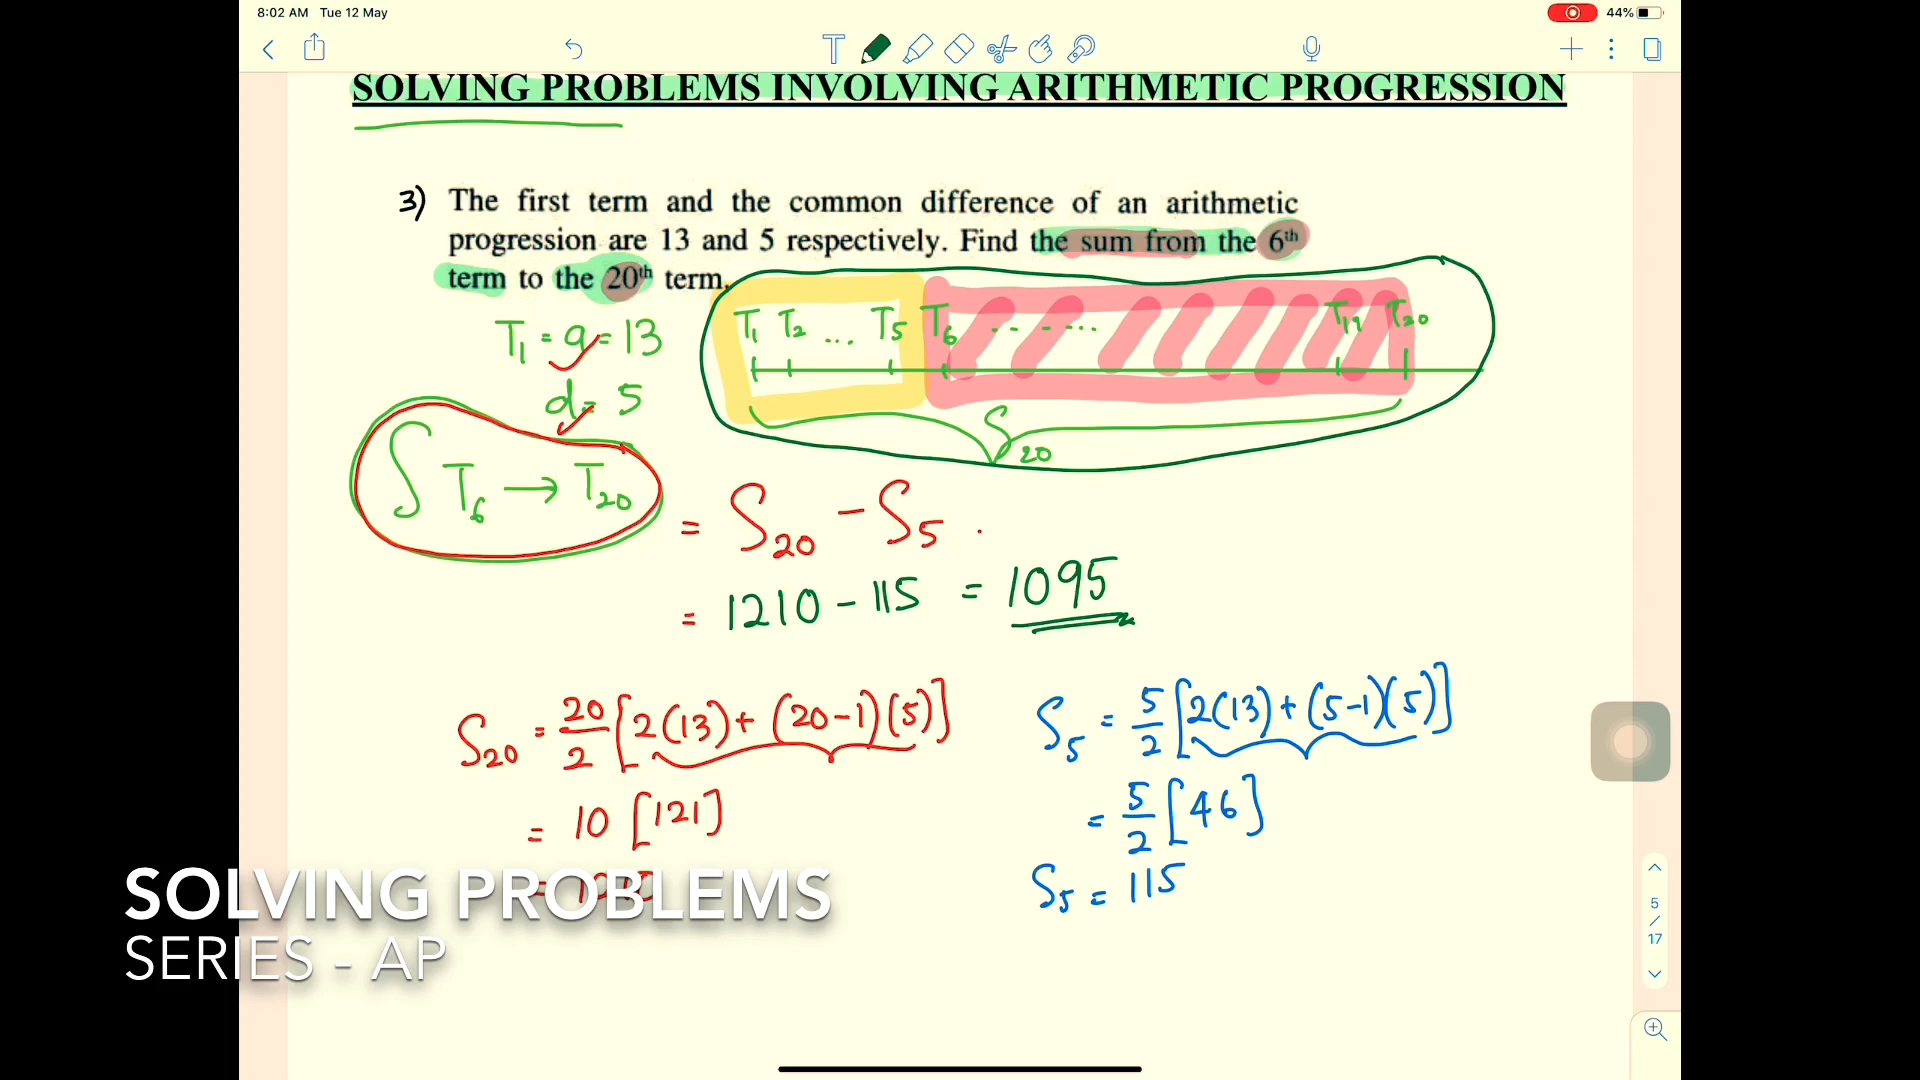 8:02 AM Tue 12 May
44%
SOLVING PROBLEMS INVOLVING ARITHMETIC PROGRESSION
3) The first term and the common difference of an arithmetic
progression are 13 and 5 respectively. Find the sum from the 6th
term to the 20th term.
T1 = a = 13
d = 5
T1 T2 ... T5 T6 ------- T19 T20
S20
S T6 → T20
= S20 - S5 .
= 1210 - 115 = 1095
S20 = 20/2 [2(13) + (20-1)(5)]
= 10 [121]
S5 = 5/2 [2(13) + (5-1)(5)]
= 5/2 [46]
S5 = 115
SOLVING PROBLEMS
SERIES - AP
5
/
17